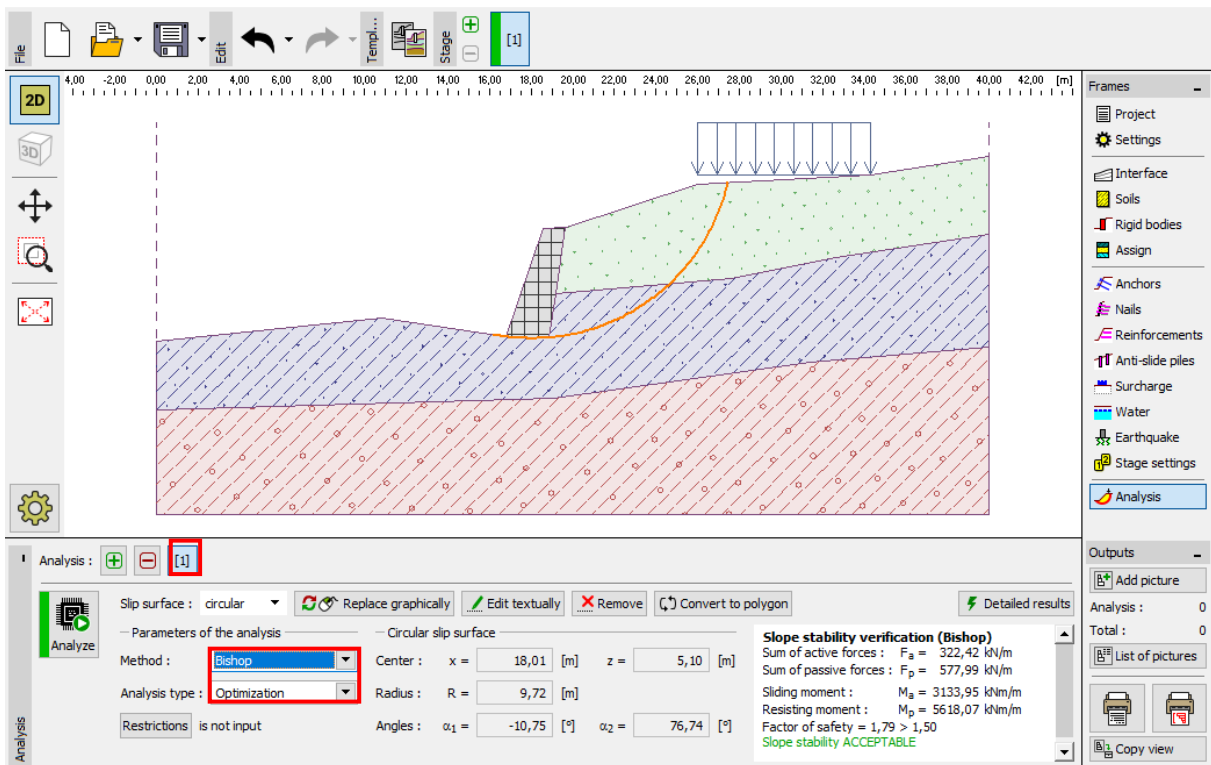 File
Edit
Templ...
Stage
[1]
4,00 -2,00 0,00 2,00 4,00 6,00 8,00 10,00 12,00 14,00 16,00 18,00 20,00 22,00 24,00 26,00 28,00 30,00 32,00 34,00 36,00 38,00 40,00 42,00 [m]
2D
3D
Frames
Project
Settings
Interface
Soils
Rigid bodies
Assign
Anchors
Nails
Reinforcements
Anti-slide piles
Surcharge
Water
Earthquake
Stage settings
Analysis
Analysis : [1]
Analyze
Slip surface : circular Replace graphically Edit textually Remove Convert to polygon Detailed results
Parameters of the analysis
Method : Bishop
Analysis type : Optimization
Restrictions is not input
Circular slip surface
Center : x = 18,01 [m] z = 5,10 [m]
Radius : R = 9,72 [m]
Angles : α1 = -10,75 [°] α2 = 76,74 [°]
Slope stability verification (Bishop)
Sum of active forces : Fa = 322,42 kN/m
Sum of passive forces : Fp = 577,99 kN/m
Sliding moment : Ma = 3133,95 kNm/m
Resisting moment : Mp = 5618,07 kNm/m
Factor of safety = 1,79 > 1,50
Slope stability ACCEPTABLE
Analysis
Outputs
Add picture
Analysis : 0
Total : 0
List of pictures
Copy view